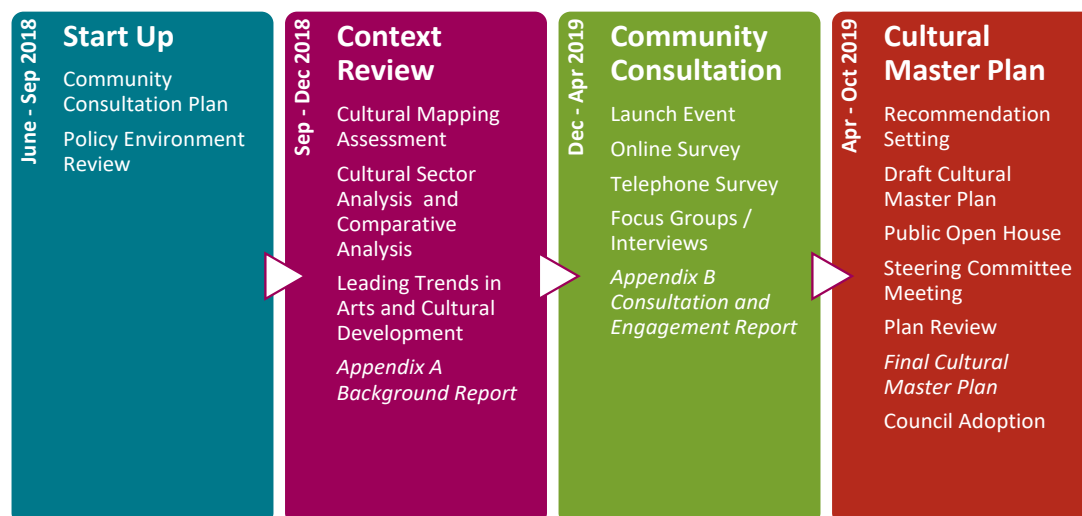 June - Sep 2018
Start Up
Community
Consultation Plan
Policy Environment
Review
Sep - Dec 2018
Context
Review
Cultural Mapping
Assessment
Cultural Sector
Analysis and
Comparative
Analysis
Leading Trends in
Arts and Cultural
Development
Appendix A
Background Report
Dec - Apr 2019
Community
Consultation
Launch Event
Online Survey
Telephone Survey
Focus Groups /
Interviews
Appendix B
Consultation and
Engagement Report
Apr - Oct 2019
Cultural
Master Plan
Recommendation
Setting
Draft Cultural
Master Plan
Public Open House
Steering Committee
Meeting
Plan Review
Final Cultural
Master Plan
Council Adoption